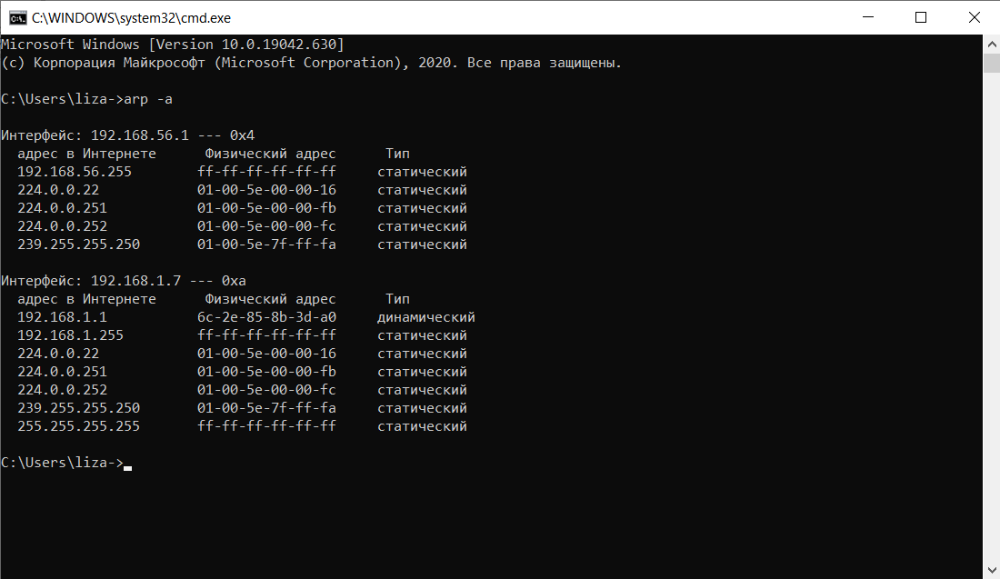 C:\WINDOWS\system32\cmd.exe
Microsoft Windows [Version 10.0.19042.630]
(c) Корпорация Майкрософт (Microsoft Corporation), 2020. Все права защищены.
C:\Users\liza->arp -a
Интерфейс: 192.168.56.1 --- 0x4
адрес в Интернете Физический адрес Тип
192.168.56.255 ff-ff-ff-ff-ff-ff статический
224.0.0.22 01-00-5e-00-00-16 статический
224.0.0.251 01-00-5e-00-00-fb статический
224.0.0.252 01-00-5e-00-00-fc статический
239.255.255.250 01-00-5e-7f-ff-fa статический
Интерфейс: 192.168.1.7 --- 0xa
адрес в Интернете Физический адрес Тип
192.168.1.1 6c-2e-85-8b-3d-a0 динамический
192.168.1.255 ff-ff-ff-ff-ff-ff статический
224.0.0.22 01-00-5e-00-00-16 статический
224.0.0.251 01-00-5e-00-00-fb статический
224.0.0.252 01-00-5e-00-00-fc статический
239.255.255.250 01-00-5e-7f-ff-fa статический
255.255.255.255 ff-ff-ff-ff-ff-ff статический
C:\Users\liza->